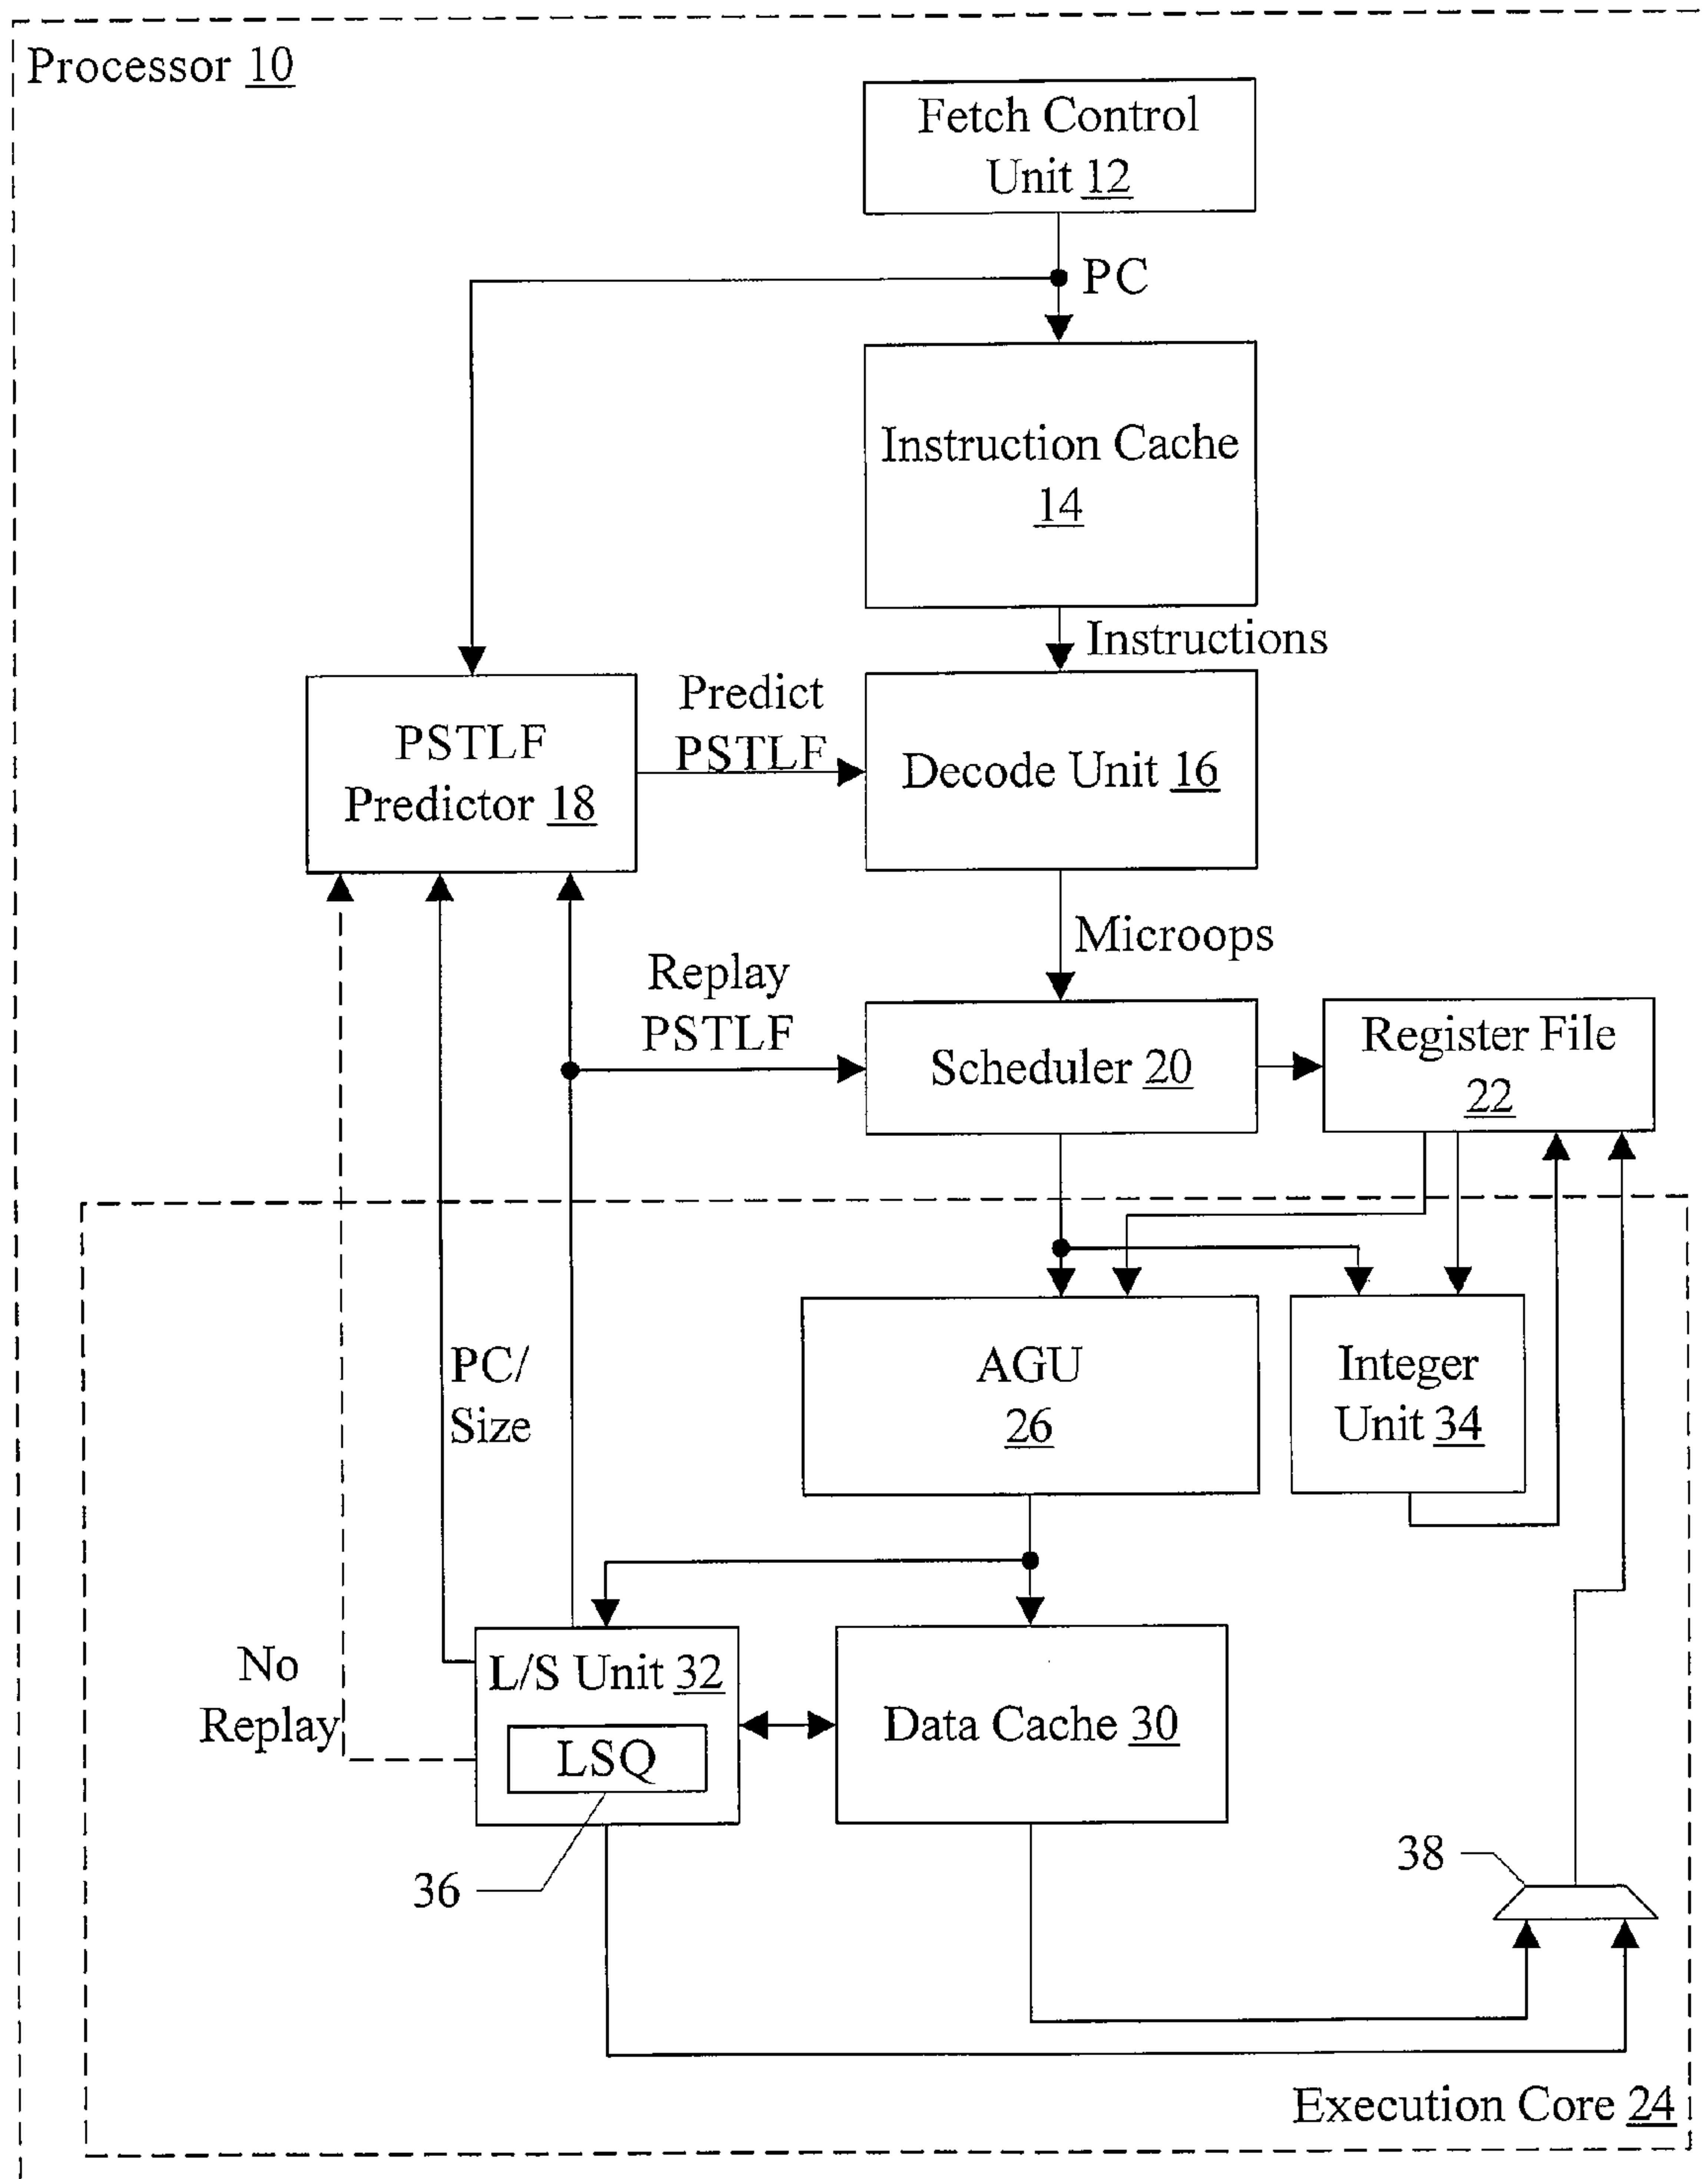 Processor 10
Fetch Control
Unit 12
PC
Instruction Cache
14
Instructions
PSTLF
Predictor 18
Predict
PSTLF
Decode Unit 16
Microops
Replay
PSTLF
Scheduler 20
Register File
22
AGU
26
Integer
Unit 34
PC/
Size
No
Replay
L/S Unit 32
LSQ
36
Data Cache 30
38
Execution Core 24